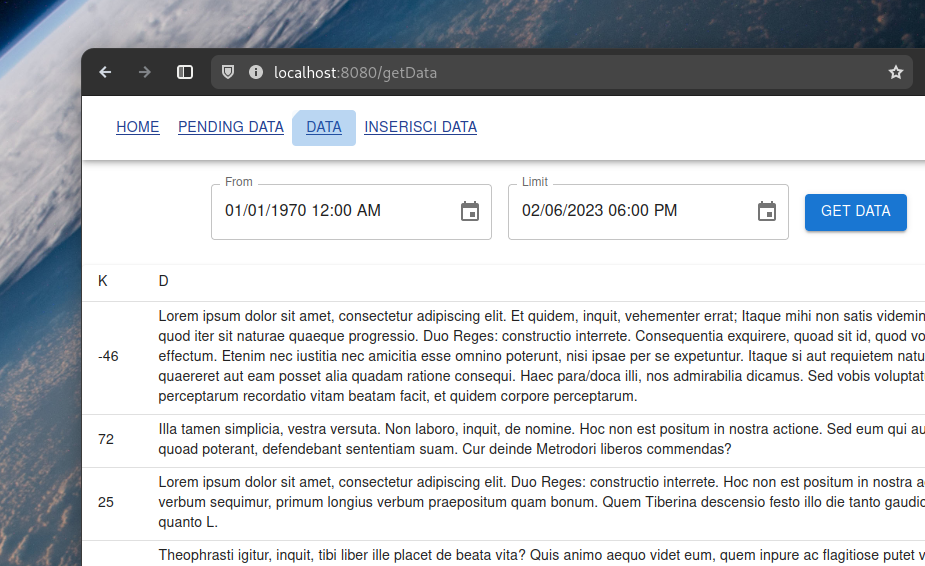 localhost:8080/getData
HOME PENDING DATA DATA INSERISCI DATA
From Limit
01/01/1970 12:00 AM 02/06/2023 06:00 PM GET DATA
K D
Lorem ipsum dolor sit amet, consectetur adipiscing elit. Et quidem, inquit, vehementer errat; Itaque mihi non satis videmin
quod iter sit naturae quaeque progressio. Duo Reges: constructio interrete. Consequentia exquirere, quoad sit id, quod vo
-46 effectum. Etenim nec iustitia nec amicitia esse omnino poterunt, nisi ipsae per se expetuntur. Itaque si aut requietem natu
quaereret aut eam posset alia quadam ratione consequi. Haec para/doca illi, nos admirabilia dicamus. Sed vobis voluptat
perceptarum recordatio vitam beatam facit, et quidem corpore perceptarum.
72 Illa tamen simplicia, vestra versuta. Non laboro, inquit, de nomine. Hoc non est positum in nostra actione. Sed eum qui au
quoad poterant, defendebant sententiam suam. Cur deinde Metrodori liberos commendas?
Lorem ipsum dolor sit amet, consectetur adipiscing elit. Duo Reges: constructio interrete. Hoc non est positum in nostra a
25 verbum sequimur, primum longius verbum praepositum quam bonum. Quem Tiberina descensio festo illo die tanto gaudio
quanto L.
Theophrasti igitur, inquit, tibi liber ille placet de beata vita? Quis animo aequo videt eum, quem inpure ac flagitiose putet v